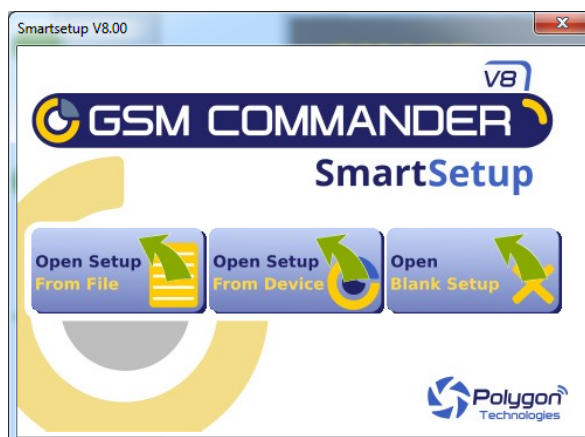 Smartsetup V8.00
V8
GSM COMMANDER
SmartSetup
Open Setup
From File
Open Setup
From Device
Open
Blank Setup
Polygon
Technologies